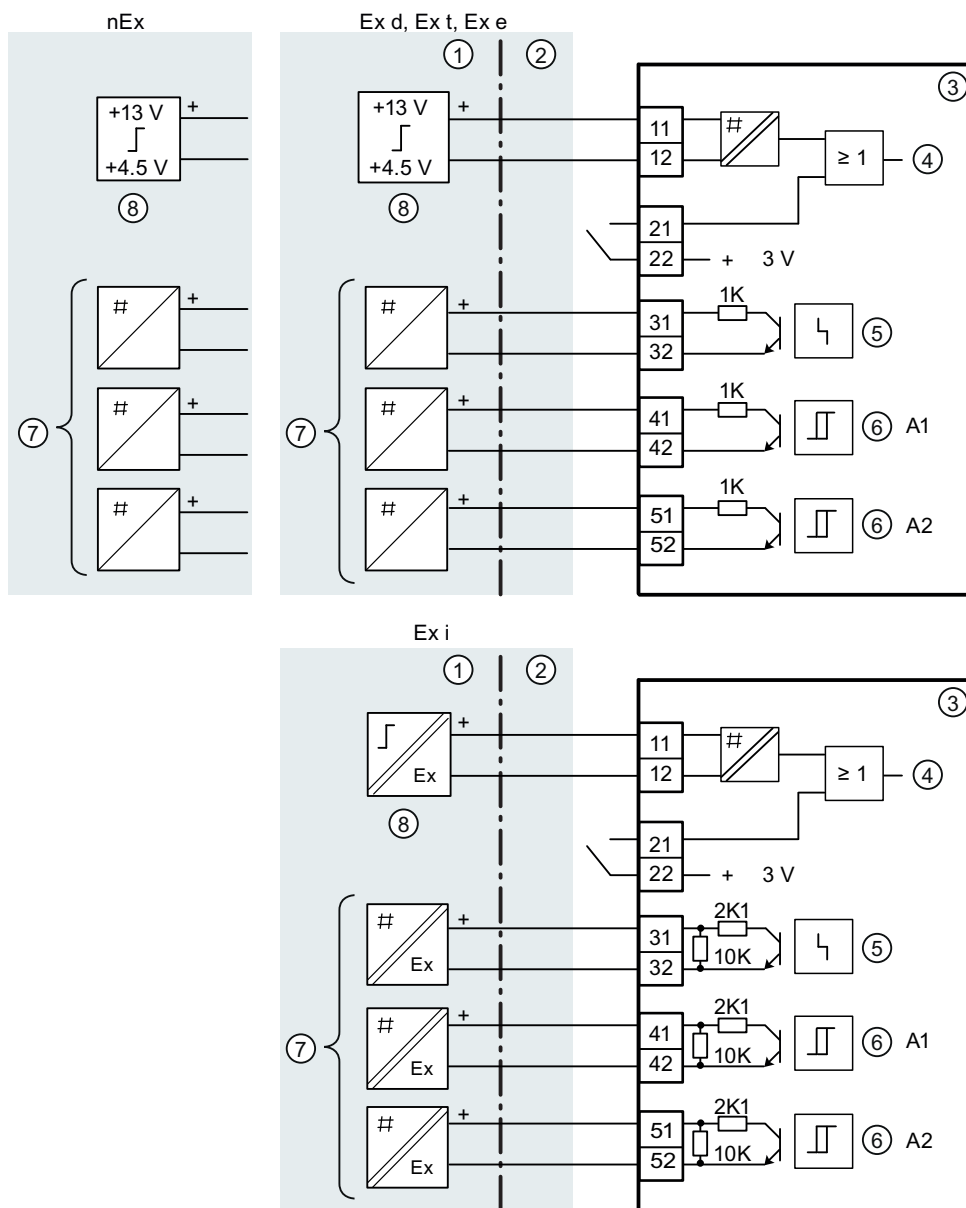 nEx
Ex d, Ex t, Ex e
① ②
③
+13 V
+4.5 V
+
⑧
+13 V
+4.5 V
+
⑧
11
12
#
≥ 1
④
21
22
+ 3 V
⑦
# +
# +
# +
⑦
# +
# +
# +
31
32
1K
⑤
41
42
1K
⑥ A1
51
52
1K
⑥ A2
Ex i
① ②
③
+
Ex
⑧
11
12
#
≥ 1
④
21
22
+ 3 V
⑦
# +
Ex
# +
Ex
# +
Ex
31
32
2K1
10K
⑤
41
42
2K1
10K
⑥ A1
51
52
2K1
10K
⑥ A2